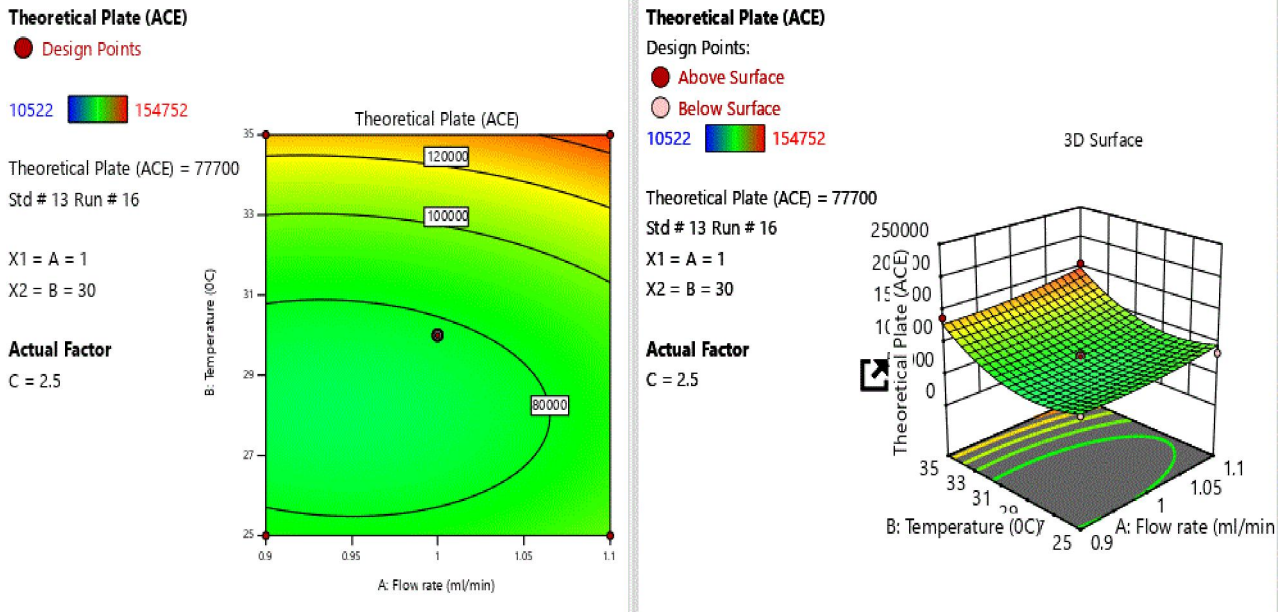 Theoretical Plate (ACE)
Design Points
10522 154752
Theoretical Plate (ACE) = 77700
Std # 13 Run # 16
X1 = A = 1
X2 = B = 30
Actual Factor
C = 2.5
Theoretical Plate (ACE)
35
33
31
29
27
25
B: Temperature (0C)
120000
100000
80000
0.9 0.95 1 1.05 1.1
A: Flow rate (ml/min)
Theoretical Plate (ACE)
Design Points:
Above Surface
Below Surface
10522 154752
Theoretical Plate (ACE) = 77700
Std # 13 Run # 16
X1 = A = 1
X2 = B = 30
Actual Factor
C = 2.5
3D Surface
250000
0
Theoretical Plate (ACE)
35
33
31
25
B: Temperature (0C)
0.9
1
1.05
1.1
A: Flow rate (ml/min